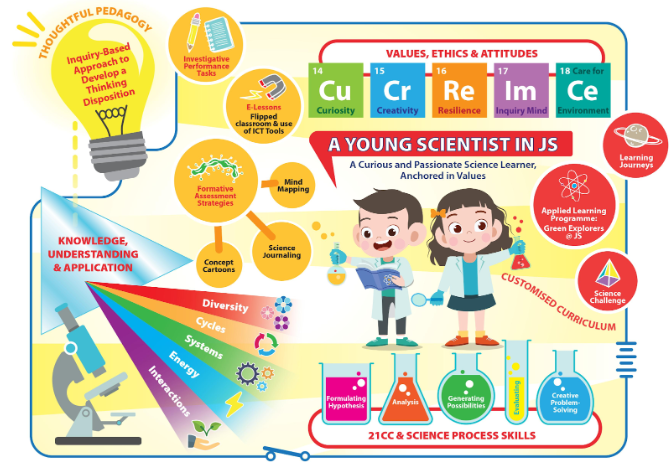 THOUGHTFUL PEDAGOGY
Inquiry-Based
Approach to
Develop a
Thinking
Disposition
Investigative
Performance
Tasks
E-Lessons
Flipped
classroom & use
of ICT Tools
Formative
Assessment
Strategies
Mind
Mapping
Science
Journaling
Concept
Cartoons
VALUES, ETHICS & ATTITUDES
14
Cu
Curiosity
15
Cr
Creativity
16
Re
Resilience
17
Im
Inquiry Mind
18 Care for
Ce
Environment
A YOUNG SCIENTIST IN JS
A Curious and Passionate Science Learner,
Anchored in Values
Learning
Journeys
Applied Learning
Programme:
Green Explorers
@ JS
Science
Challenge
CUSTOMISED CURRICULUM
KNOWLEDGE,
UNDERSTANDING
& APPLICATION
Diversity
Cycles
Systems
Energy
Interactions
Formulating
Hypothesis
Analysis
Generating
Possibilities
Evaluating
Creative
Problem-
Solving
21CC & SCIENCE PROCESS SKILLS